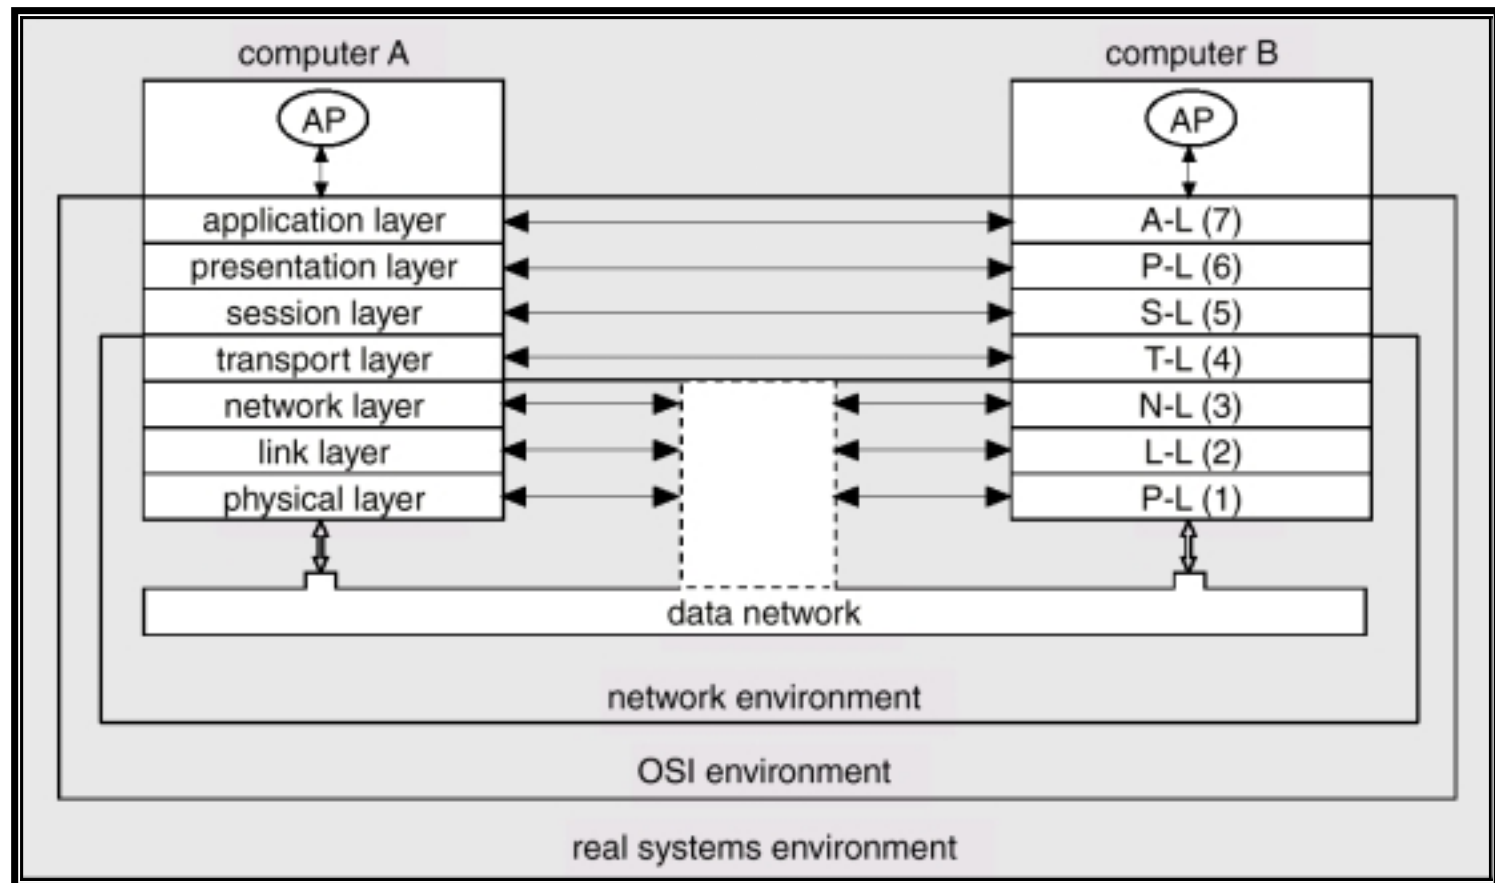 computer A
computer B
AP
AP
application layer
A-L (7)
presentation layer
P-L (6)
session layer
S-L (5)
transport layer
T-L (4)
network layer
N-L (3)
link layer
L-L (2)
physical layer
P-L (1)
data network
network environment
OSI environment
real systems environment